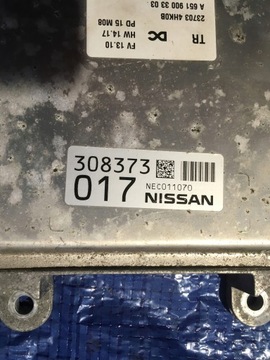 A 651 900 33 03
23703 4HK0B
TR DC
HW 14.17
FV 13.10 PD 15 M08
308373
017
NEC011070
NISSAN